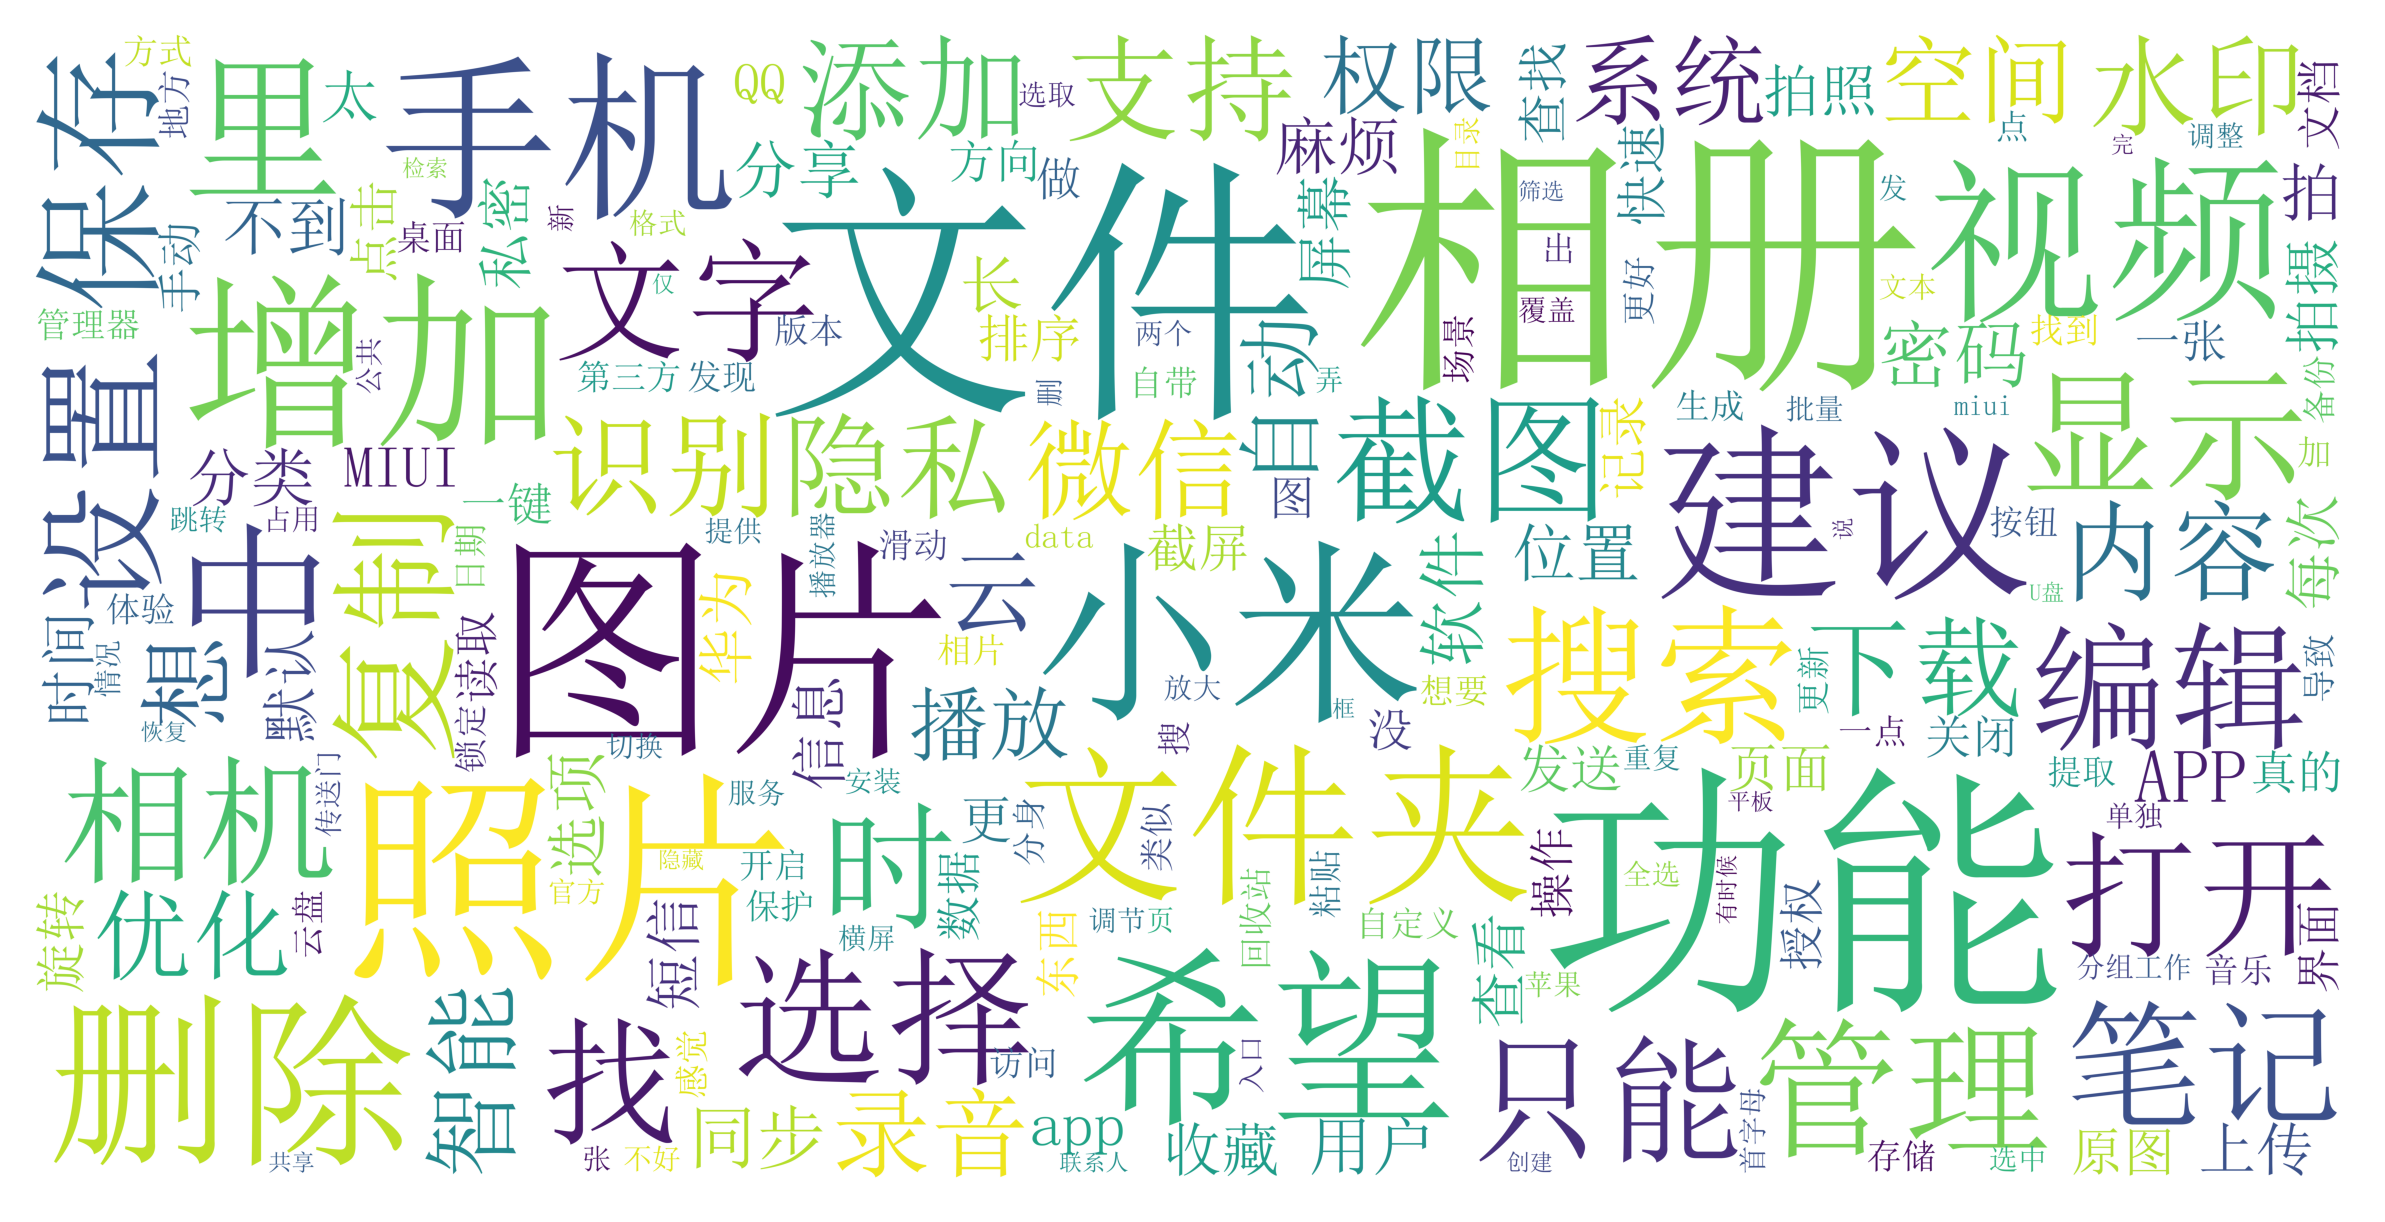 方式
保存
地方
里
太
手机
QQ
添加
选取
支持
权限
查找
系统
拍照
空间
水印
文档
检索
分享
方向
做
麻烦
目录
点
调整
完
不到
点击
私密
新
格式
桌面
手动
管理器
文字
仅
文件
长
排序
版本
第三方
发现
删
两个
自带
屏幕
自动
弄
相册
筛选
出
覆盖
场景
快速
更好
发
视频
文本
密码
找到
一张
拍
拍摄
增加
公共
设置
识别
隐私
微信
图
截图
记录
生成
批量
miui
显示
备份
加
分类
MIUI
一键
跳转
占用
复制
日期
提供
播放器
滑动
data
截屏
位置
建议
说
按钮
内容
每次
时间
体验
情况
想
恢复
出
默认
锁定读取
图片
华为
信息
云
相片
播放
小米
放大
框
软件
想要
搜索
U盘
下载
更新
编辑
导致
切换
搜
没
一点
关闭
相机
传送门
选项
照片
隐藏
官方
服务
安装
开启
保护
时
更
分身
数据
文件夹
类似
发送
重复
页面
平板
提取
APP
真的
单独
旋转
优化
云盘
短信
横屏
东西
调节页
回收站
粘贴
自定义
操作
查看
苹果
功能
全选
有时候
授权
打开
分组工作
音乐
界面
删除
智能
找
感觉
选择
访问
希望
入口
只能
管理
首字母
笔记
共享
张
不好
同步
录音
app
联系人
收藏
用户
创建
存储
选中
原图
上传